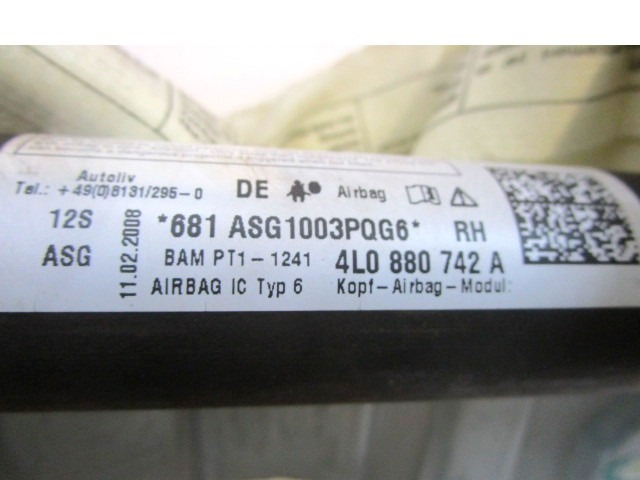 Autoliv
Tel.: +49(0)8131/295-0
DE Airbag
12S
*681 ASG1003PQG6* RH
ASG
11.02.2008
BAM PT1-1241
4L0 880 742 A
AIRBAG IC Typ 6
Kopf-Airbag-Modul: